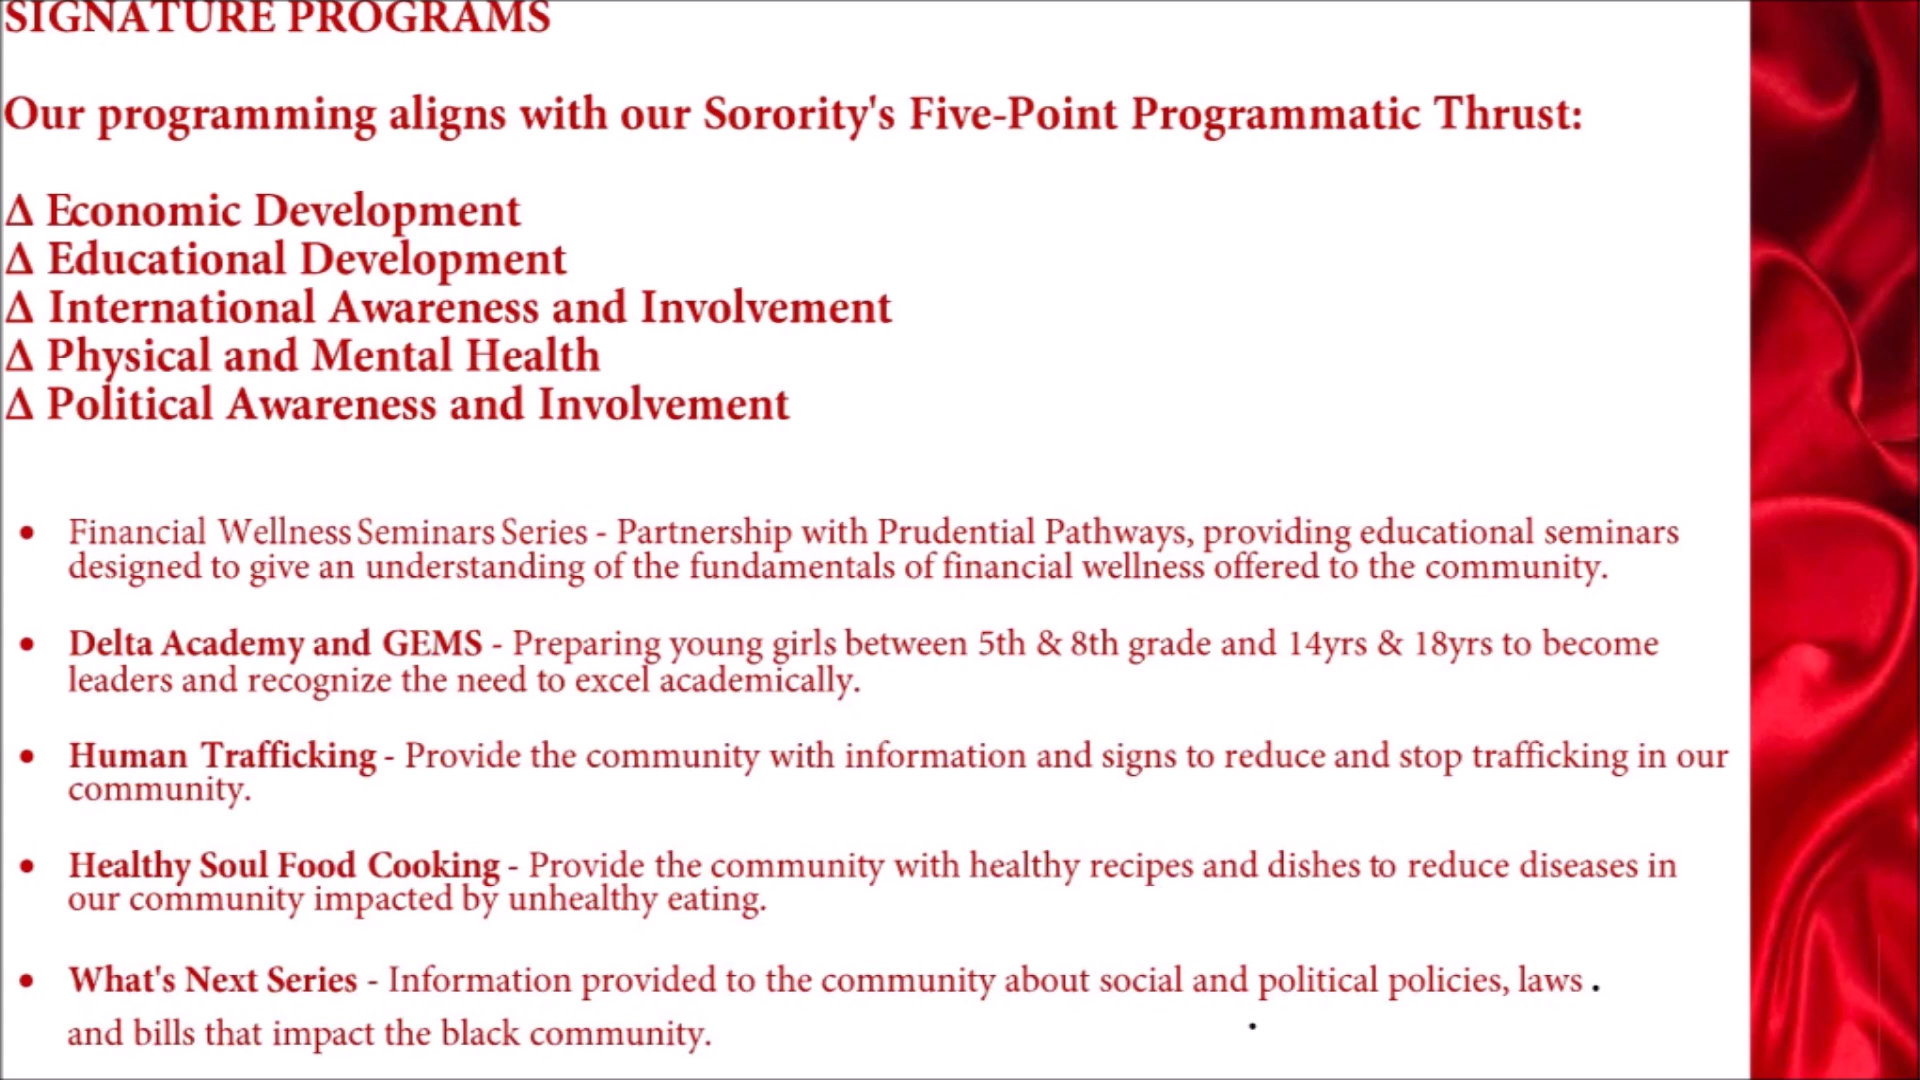 SIGNATURE PROGRAMS
Our programming aligns with our Sorority's Five-Point Programmatic Thrust:
Δ Economic Development
Δ Educational Development
Δ International Awareness and Involvement
Δ Physical and Mental Health
Δ Political Awareness and Involvement
• Financial Wellness Seminars Series - Partnership with Prudential Pathways, providing educational seminars
designed to give an understanding of the fundamentals of financial wellness offered to the community.
• Delta Academy and GEMS - Preparing young girls between 5th & 8th grade and 14yrs & 18yrs to become
leaders and recognize the need to excel academically.
• Human Trafficking - Provide the community with information and signs to reduce and stop trafficking in our
community.
• Healthy Soul Food Cooking - Provide the community with healthy recipes and dishes to reduce diseases in
our community impacted by unhealthy eating.
• What's Next Series - Information provided to the community about social and political policies, laws .
and bills that impact the black community.